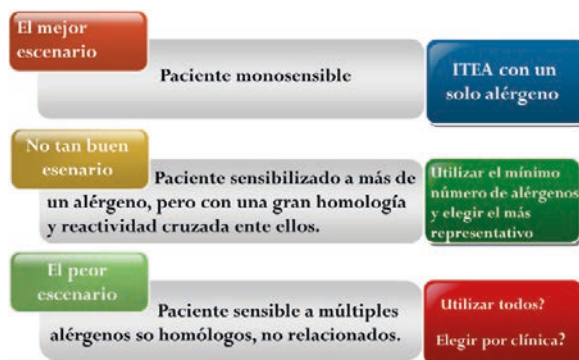 El mejor
escenario
Paciente monosensible
ITEA con un
solo alérgeno
No tan buen
esenario
Paciente sensibilizado a más de
un alérgeno, pero con una gran homología
y reactividad cruzada ente ellos.
Utilizar el mínimo
número de alérgenos
y elegir el más
representativo
El peor
escenario
Paciente sensible a múltiples
alérgenos so homólogos, no relacionados.
Utilizar todos?
Elegir por clínica?